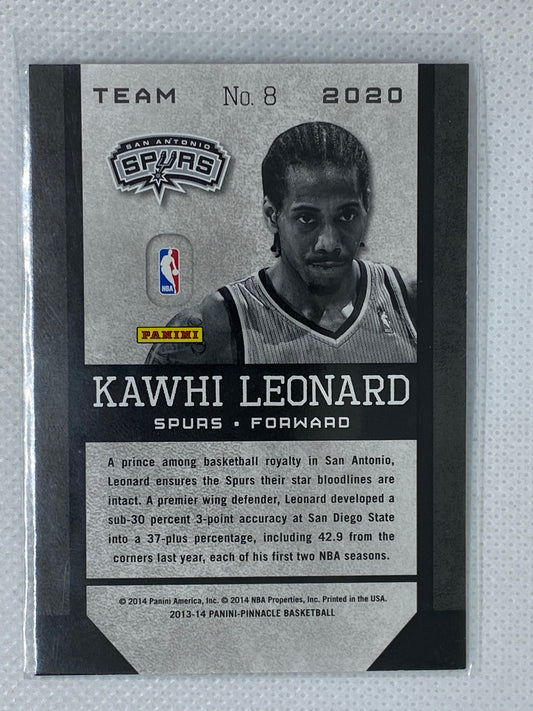 TEAM No. 8 2020
SAN ANTONIO
SPURS
NBA
PANINI
KAWHI LEONARD
SPURS • FORWARD
A prince among basketball royalty in San Antonio,
Leonard ensures the Spurs their star bloodlines are
intact. A premier wing defender, Leonard developed a
sub-30 percent 3-point accuracy at San Diego State
into a 37-plus percentage, including 42.9 from the
corners last year, each of his first two NBA seasons.
© 2014 Panini America, Inc. © 2014 NBA Properties, Inc. Printed in the USA.
2013-14 PANINI-PINNACLE BASKETBALL